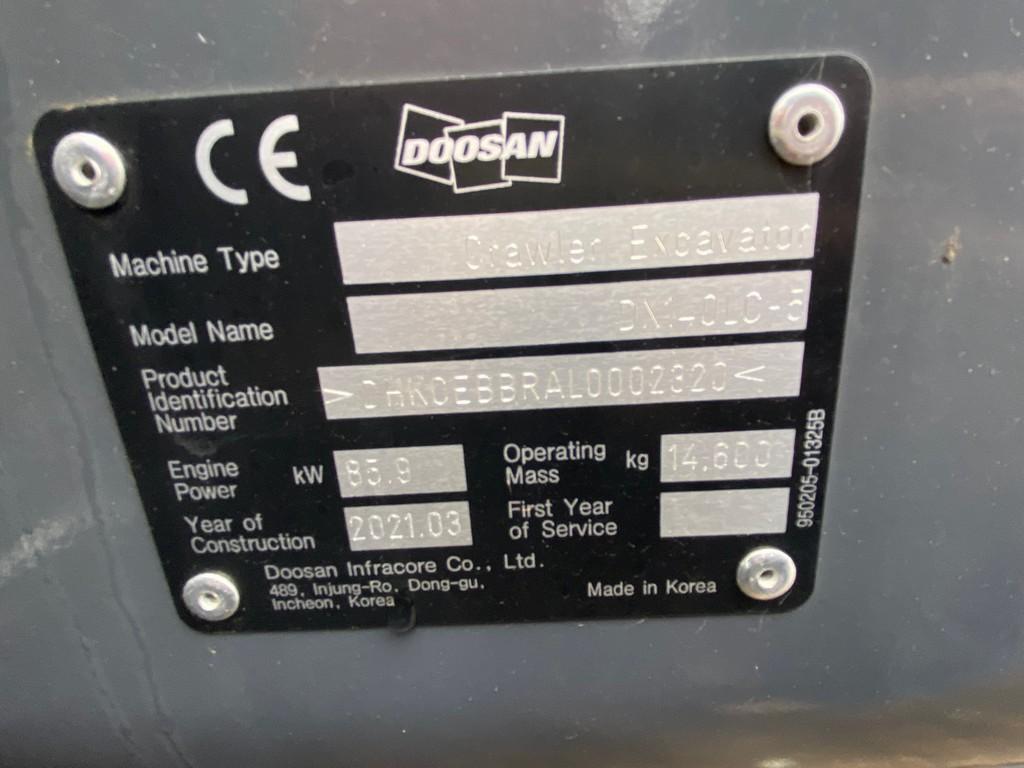 CE DOOSAN
Machine Type Crawler Excavator
Model Name DX140LC-5
Product
Identification
Number >DHKCEBBRAL0002320<
Engine
Power kW 85.9
Operating
Mass kg 14,600
Year of
Construction 2021.03
First Year
of Service
Doosan Infracore Co., Ltd.
489, Injung-Ro, Dong-gu,
Incheon, Korea
Made in Korea
950205-01325B